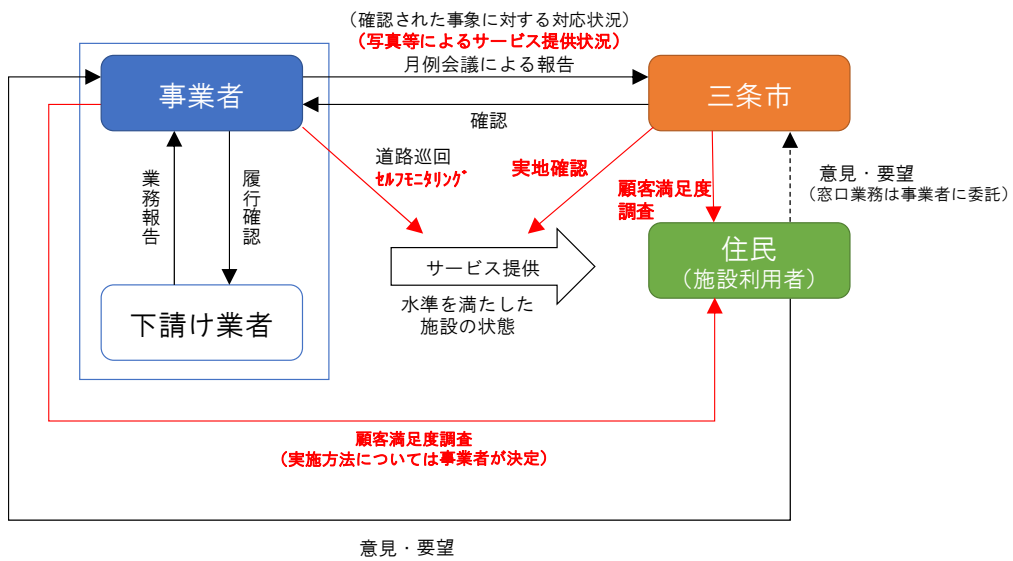 （確認された事象に対する対応状況）
（写真等によるサービス提供状況）
月例会議による報告
事業者
三条市
確認
道路巡回
ｾﾙﾌﾓﾆﾀﾘﾝｸﾞ
実地確認
顧客満足度
調査
意見・要望
（窓口業務は事業者に委託）
業務報告
履行確認
住民
（施設利用者）
サービス提供
水準を満たした
施設の状態
下請け業者
顧客満足度調査
（実施方法については事業者が決定）
意見・要望